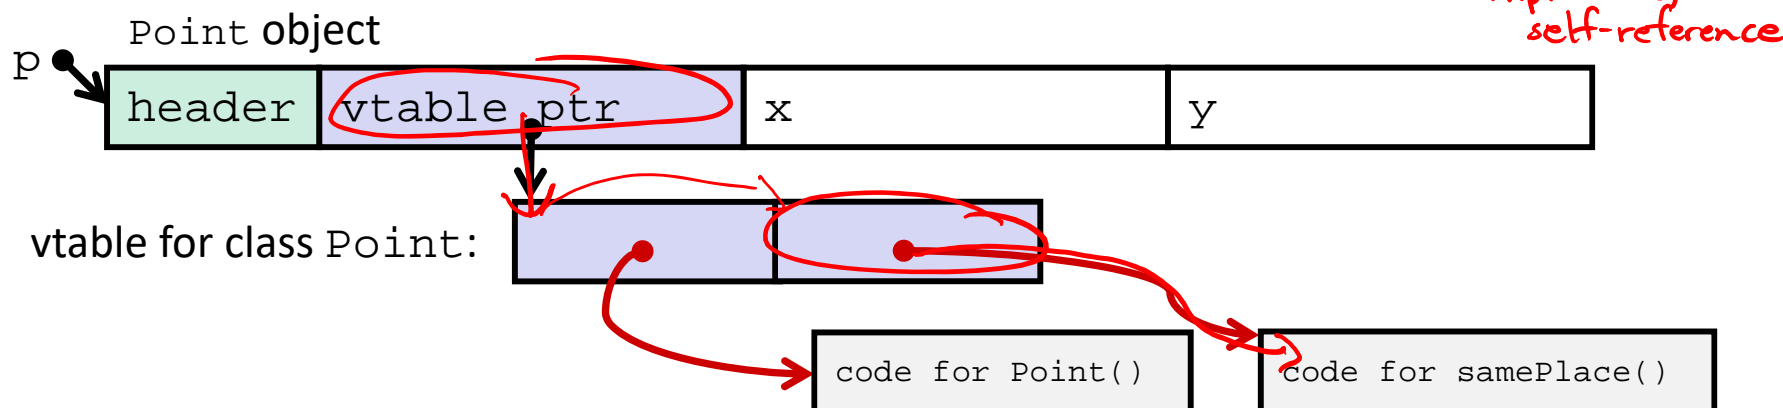 self-reference
Point object
p
header vtable ptr x y
vtable for class Point:
code for Point() code for samePlace()